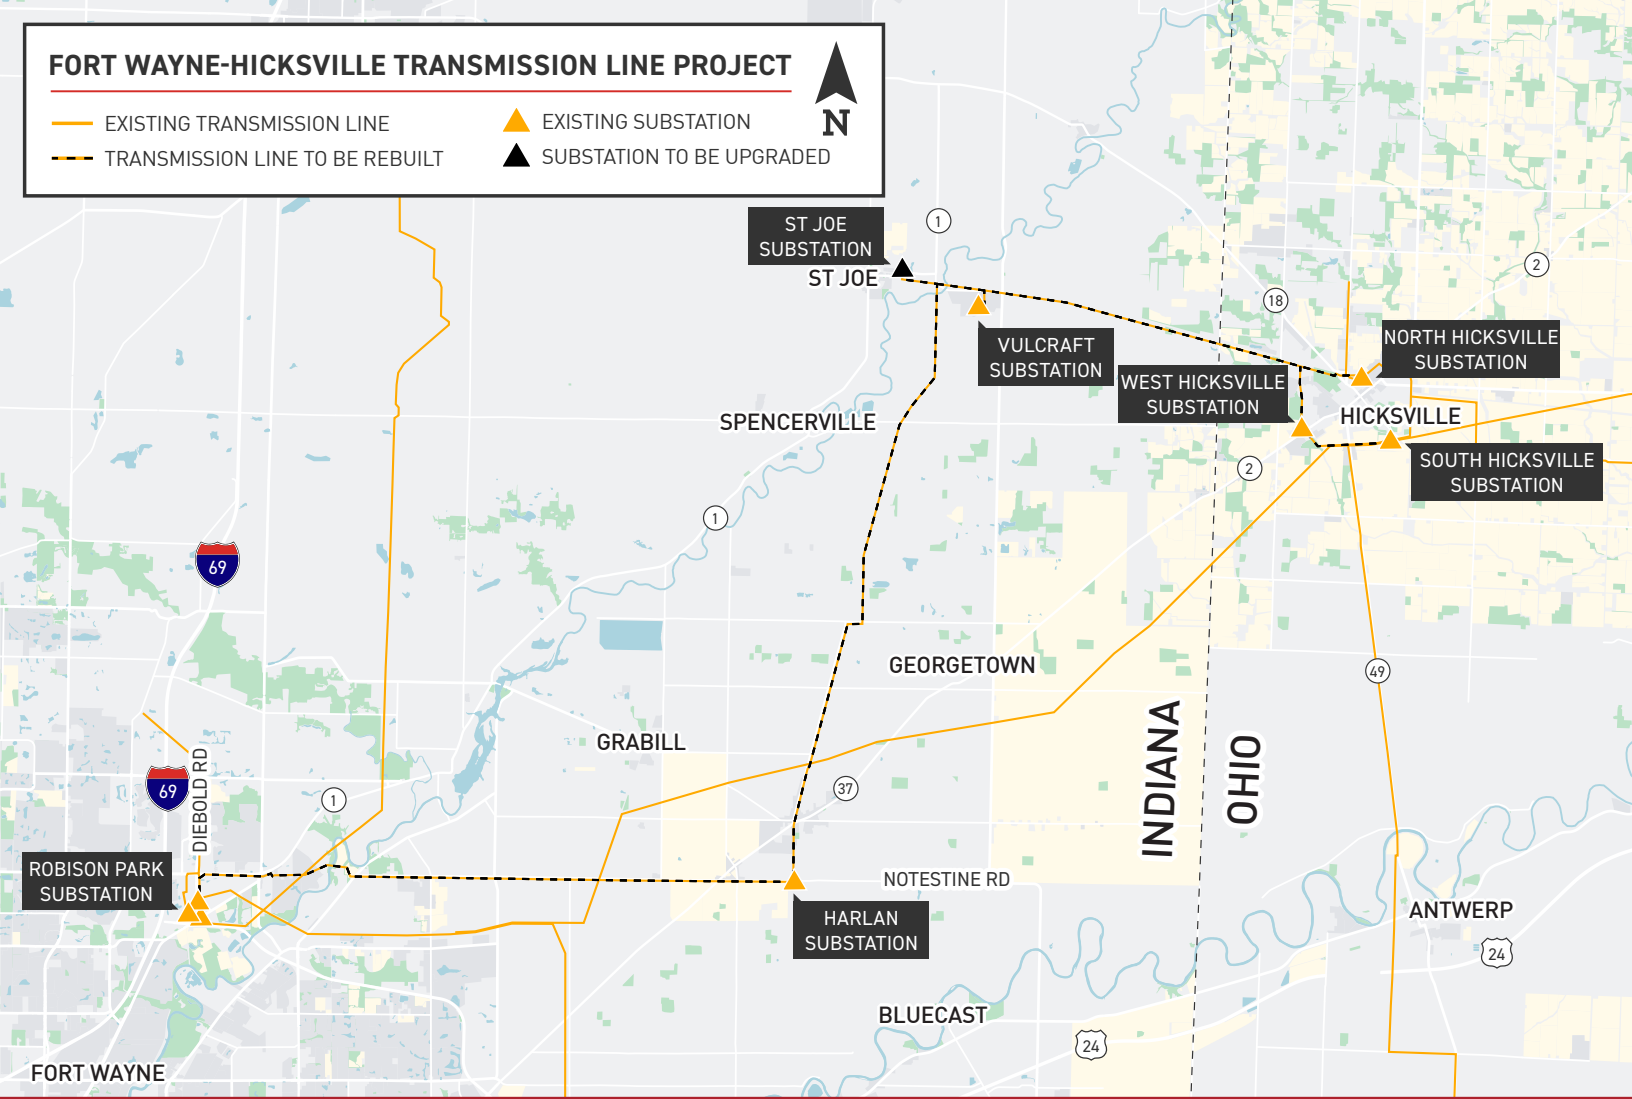 FORT WAYNE-HICKSVILLE TRANSMISSION LINE PROJECT
N
EXISTING TRANSMISSION LINE
EXISTING SUBSTATION
TRANSMISSION LINE TO BE REBUILT
SUBSTATION TO BE UPGRADED
ST JOE
SUBSTATION
1
ST JOE
2
18
VULCRAFT
SUBSTATION
NORTH HICKSVILLE
SUBSTATION
WEST HICKSVILLE
SUBSTATION
HICKSVILLE
SPENCERVILLE
SOUTH HICKSVILLE
SUBSTATION
2
1
69
GEORGETOWN
49
INDIANA
OHIO
GRABILL
DIEBOLD RD
69
1
37
ROBISON PARK
SUBSTATION
NOTESTINE RD
HARLAN
SUBSTATION
ANTWERP
24
BLUECAST
24
FORT WAYNE